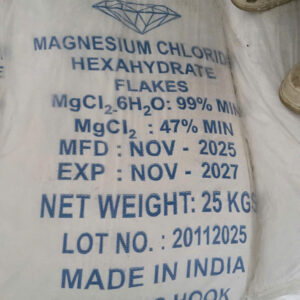 MAGNESIUM CHLORIDE
HEXAHYDRATE
FLAKES
MgCl₂.6H₂O: 99% MIN
MgCl₂ : 47% MIN
MFD : NOV - 2025
EXP : NOV - 2027
NET WEIGHT: 25 KGS
LOT NO. : 20112025
MADE IN INDIA
HOOK